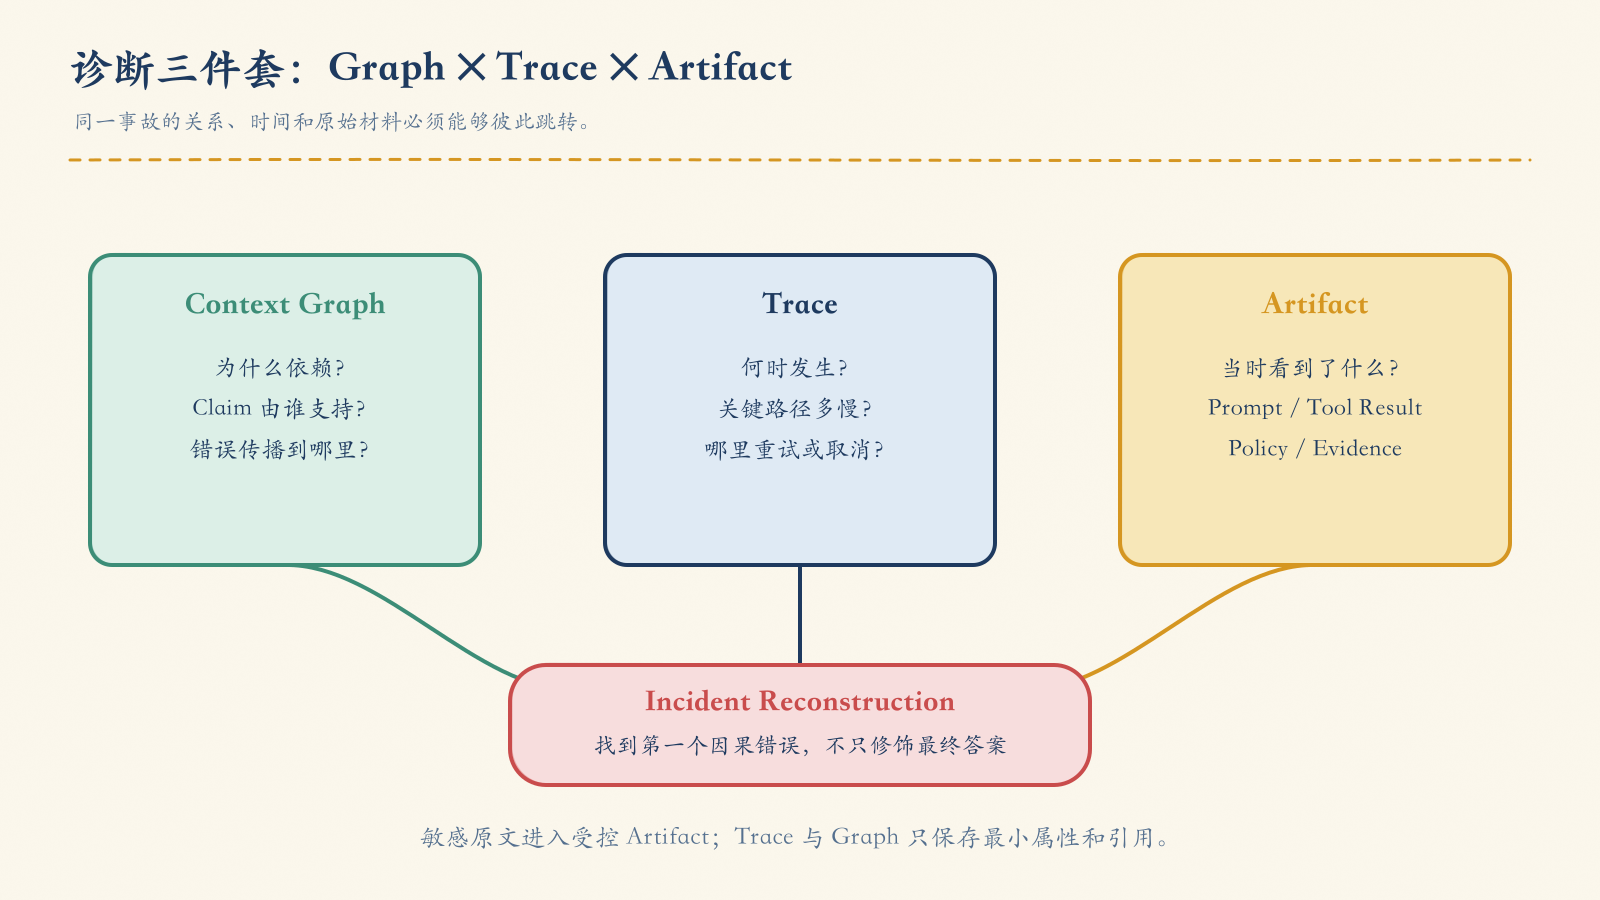 诊断三件套：Graph × Trace × Artifact
同一事故的关系、时间和原始材料必须能够彼此跳转。
Context Graph
为什么依赖?
Claim 由谁支持?
错误传播到哪里?
Trace
何时发生?
关键路径多慢?
哪里重试或取消?
Artifact
当时看到了什么?
Prompt / Tool Result
Policy / Evidence
Incident Reconstruction
找到第一个因果错误，不只修饰最终答案
敏感原文进入受控 Artifact；Trace 与 Graph 只保存最小属性和引用。